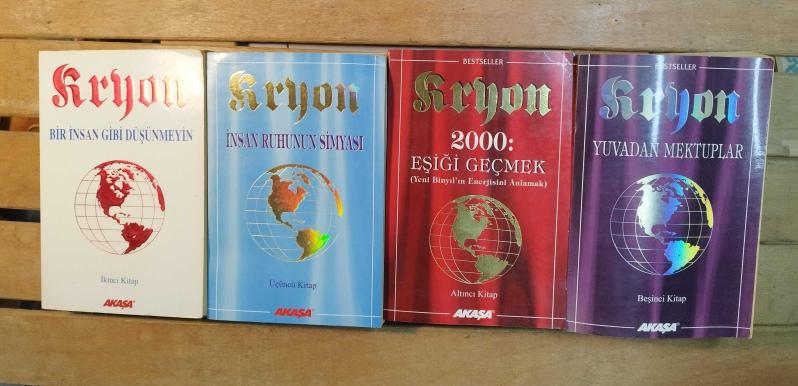 Kryon
BİR İNSAN GİBİ DÜŞÜNMEYİN
İkinci Kitap
AKAŞA
Kryon
İNSAN RUHUNUN SİMYASI
Üçüncü Kitap
AKAŞA
BESTSELLER
Kryon
2000:
EŞİĞİ GEÇMEK
(Yeni Binyıl'ın Enerjisini Anlamak)
Altıncı Kitap
AKAŞA
BESTSELLER
Kryon
YUVADAN MEKTUPLAR
Beşinci Kitap
AKAŞA